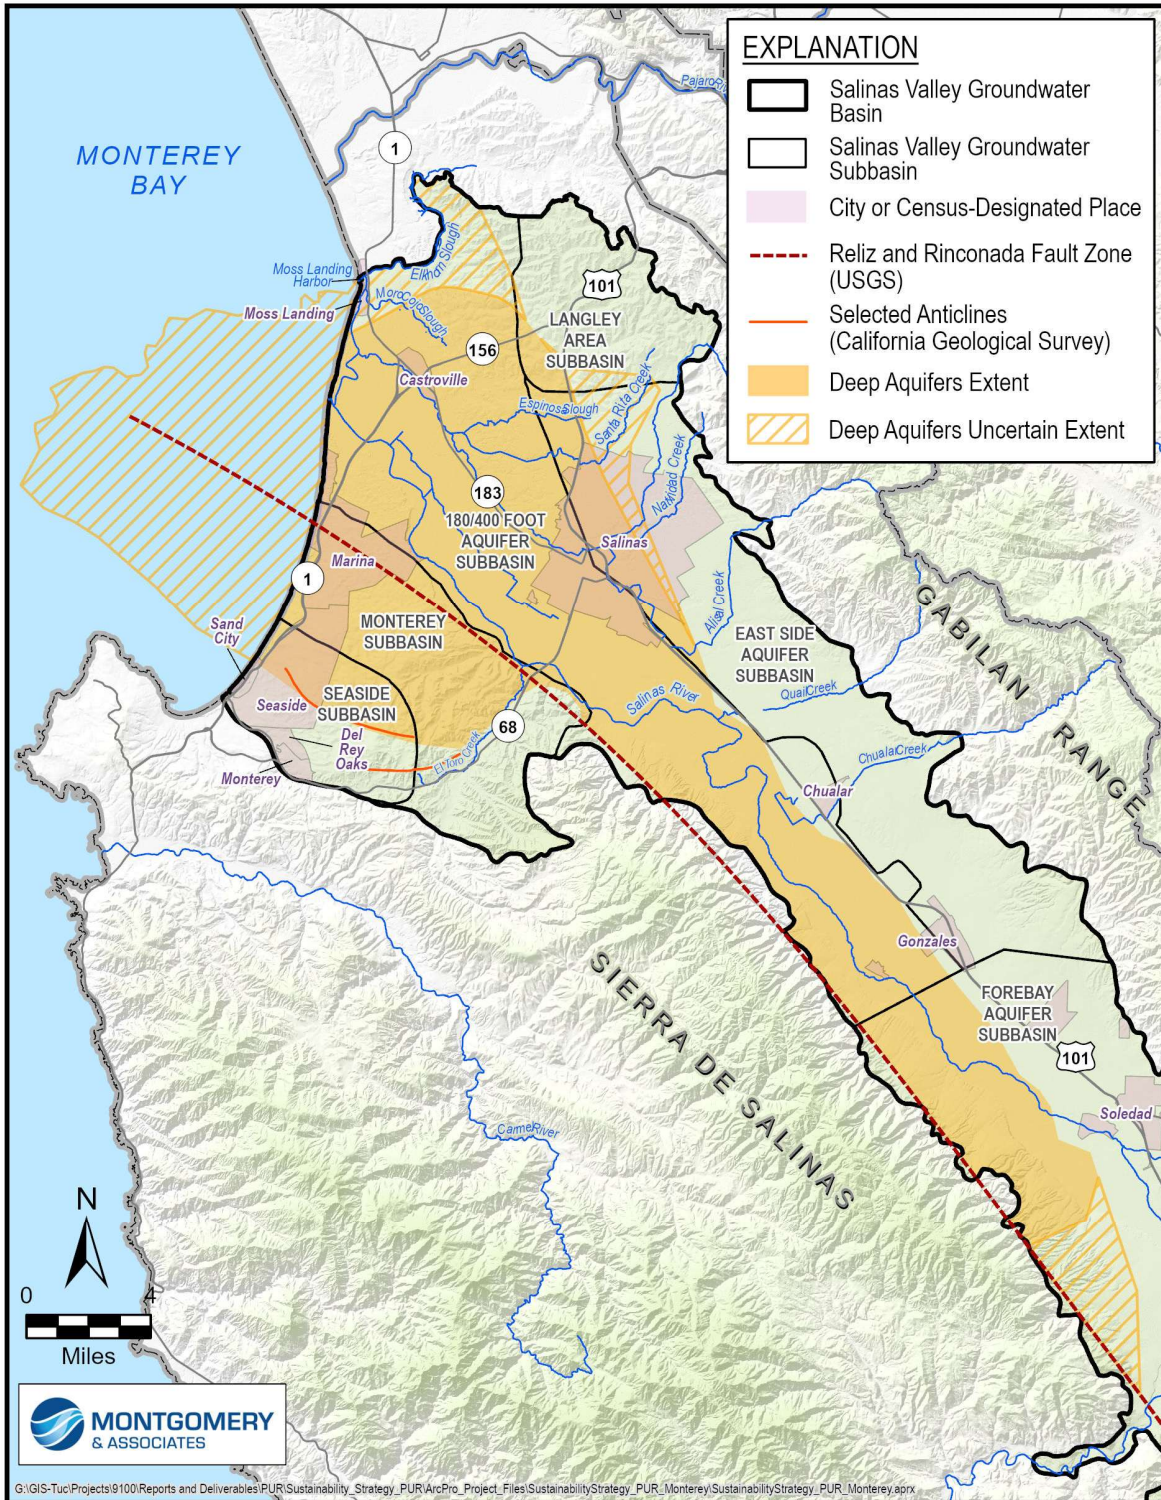 EXPLANATION
Salinas Valley Groundwater
Basin
Salinas Valley Groundwater
Subbasin
City or Census-Designated Place
Reliz and Rinconada Fault Zone
(USGS)
Selected Anticlines
(California Geological Survey)
Deep Aquifers Extent
Deep Aquifers Uncertain Extent
MONTEREY
BAY
1
Moss Landing
Harbor
Elkhorn Slough
Moss Landing
Moro Cojo Slough
101
LANGLEY
AREA
SUBBASIN
156
Castroville
Espinosa Slough
Santa Rita Creek
Natividad Creek
183
180/400 FOOT
AQUIFER
SUBBASIN
Salinas
Marina
1
MONTEREY
SUBBASIN
Alisal Creek
EAST SIDE
AQUIFER
SUBBASIN
GABILAN
RANGE
Sand
City
Seaside
SEASIDE
SUBBASIN
Del
Rey
Oaks
Monterey
68
El Toro Creek
Salinas River
Quail Creek
Chualar Creek
Chualar
Gonzales
FOREBAY
AQUIFER
SUBBASIN
101
Soledad
SIERRA DE SALINAS
Carmel River
N
0 4
Miles
MONTGOMERY
& ASSOCIATES
G:\GIS-Tuc\Projects\9100\Reports and Deliverables\PUR\Sustainability_Strategy_PUR\ArcPro_Project_Files\SustainabilityStrategy_PUR_Monterey\SustainabilityStrategy_PUR_Monterey.aprx